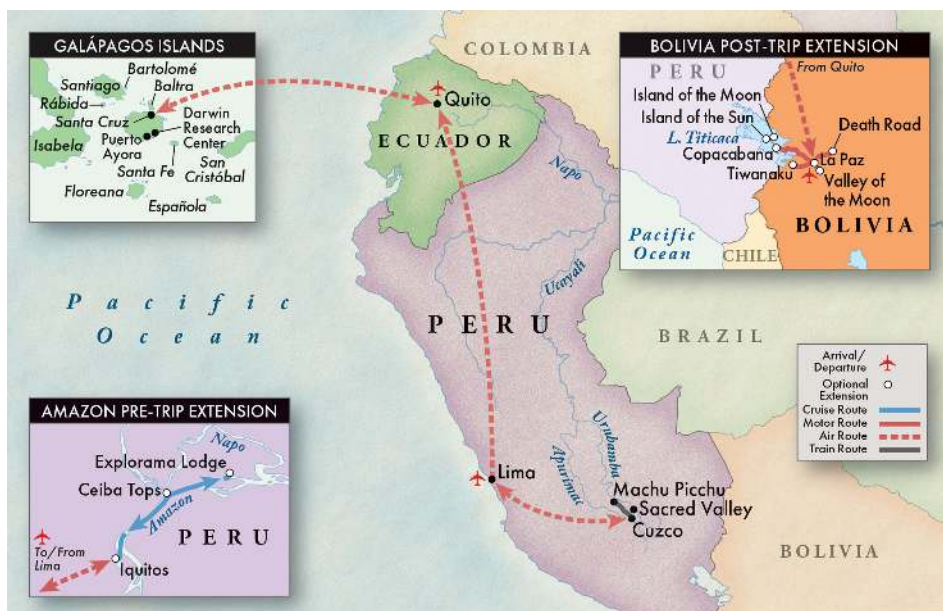 GALÁPAGOS ISLANDS
Bartolomé
Santiago
Baltra
Rábida
Santa Cruz
Darwin
Research
Center
Puerto
Ayora
Isabela
Santa Fe
San
Cristóbal
Floreana
Española
COLOMBIA
Quito
ECUADOR
Napo
Ucayali
PERU
Pacific
Ocean
BRAZIL
Lima
Urubamba
Apurimac
Machu Picchu
Sacred Valley
Cuzco
BOLIVIA
BOLIVIA POST-TRIP EXTENSION
PERU
From Quito
Island of the Moon
Island of the Sun
Death Road
L. Titicaca
Copacabana
La Paz
Tiwanaku
Valley of
the Moon
BOLIVIA
Pacific
Ocean
CHILE
Arrival/
Departure
Optional
Extension
Cruise Route
Motor Route
Air Route
Train Route
AMAZON PRE-TRIP EXTENSION
Napo
Explorama Lodge
Ceiba Tops
Amazon
PERU
To/From
Lima
Iquitos